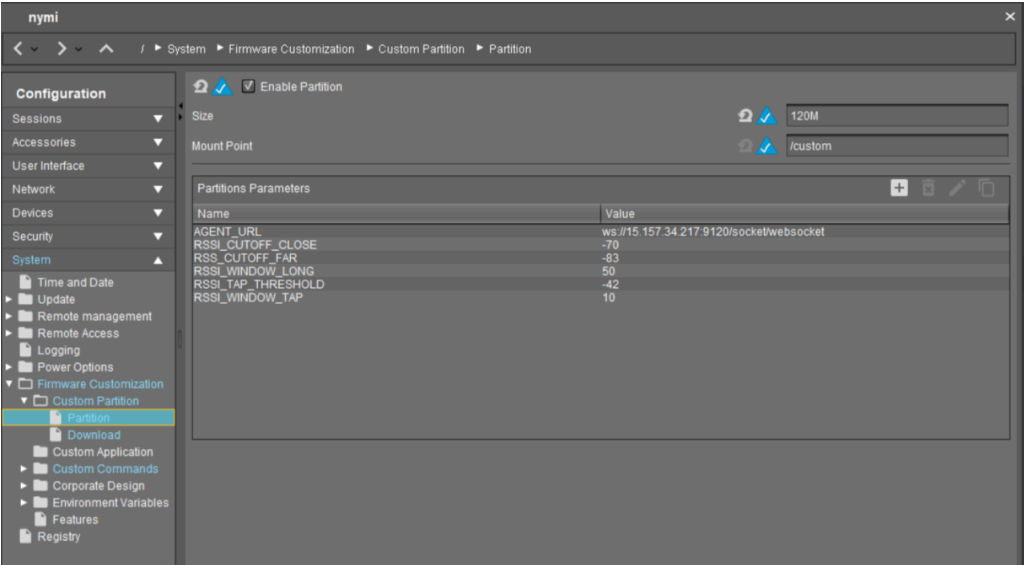 nymi
/ System Firmware Customization Custom Partition Partition
Configuration
Sessions
Accessories
User Interface
Network
Devices
Security
System
Time and Date
Update
Remote management
Remote Access
Logging
Power Options
Firmware Customization
Custom Partition
Partition
Download
Custom Application
Custom Commands
Corporate Design
Environment Variables
Features
Registry
Enable Partition
Size 120M
Mount Point /custom
Partitions Parameters
Name Value
AGENT_URL ws://15.157.34.217:9120/socket/websocket
RSSI_CUTOFF_CLOSE -70
RSS_CUTOFF_FAR -83
RSSI_WINDOW_LONG 50
RSSI_TAP_THRESHOLD -42
RSSI_WINDOW_TAP 10